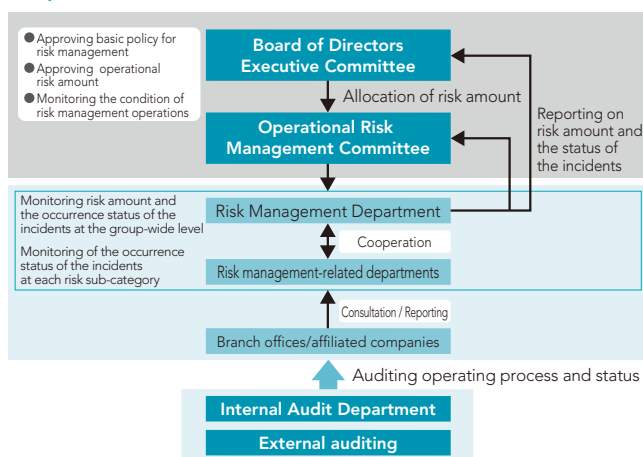 ● Approving basic policy for
risk management
● Approving operational
risk amount
● Monitoring the condition of
risk management operations
Board of Directors
Executive Committee
Allocation of risk amount
Operational Risk
Management Committee
Reporting on
risk amount and
the status of
the incidents
Monitoring risk amount and
the occurrence status of the
incidents at the group-wide level
Monitoring of the occurrence
status of the incidents
at each risk sub-category
Risk Management Department
Cooperation
Risk management-related departments
Consultation / Reporting
Branch offices/affiliated companies
Auditing operating process and status
Internal Audit Department
External auditing